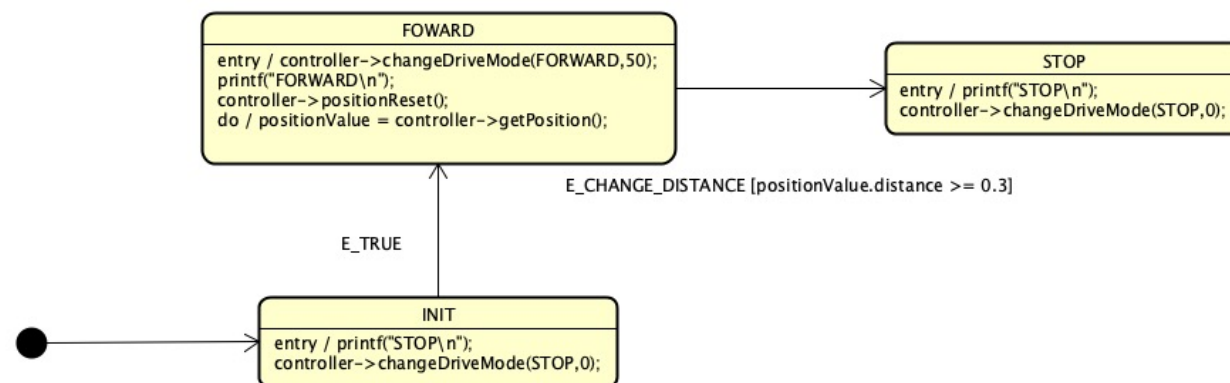 FOWARD
entry / controller->changeDriveMode(FORWARD,50);
printf("FORWARD\n");
controller->positionReset();
do / positionValue = controller->getPosition();
STOP
entry / printf("STOP\n");
controller->changeDriveMode(STOP,0);
E_CHANGE_DISTANCE [positionValue.distance >= 0.3]
E_TRUE
INIT
entry / printf("STOP\n");
controller->changeDriveMode(STOP,0);